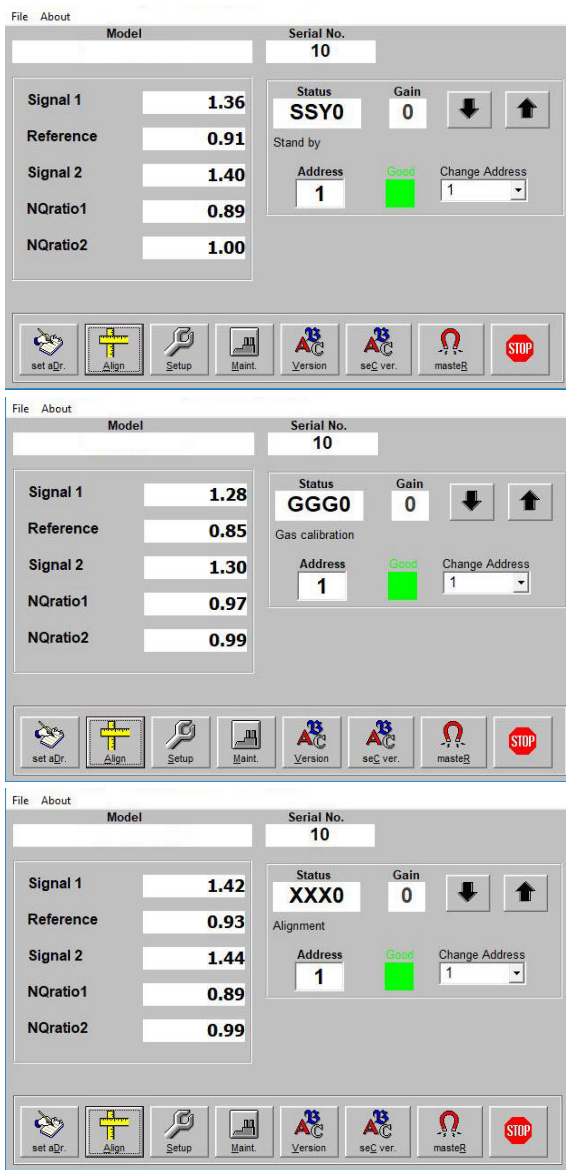 File About
Model Serial No.
10
Signal 1 1.36
Reference 0.91
Signal 2 1.40
NQratio1 0.89
NQratio2 1.00
Status Gain
SSY0 0
Stand by
Address Good Change Address
1 1
set aDr. Align Setup Maint. Version seC ver. masteR STOP
File About
Model Serial No.
10
Signal 1 1.28
Reference 0.85
Signal 2 1.30
NQratio1 0.97
NQratio2 0.99
Status Gain
GGG0 0
Gas calibration
Address Good Change Address
1 1
set aDr. Align Setup Maint. Version seC ver. masteR STOP
File About
Model Serial No.
10
Signal 1 1.42
Reference 0.93
Signal 2 1.44
NQratio1 0.89
NQratio2 0.99
Status Gain
XXX0 0
Alignment
Address Good Change Address
1 1
set aDr. Align Setup Maint. Version seC ver. masteR STOP